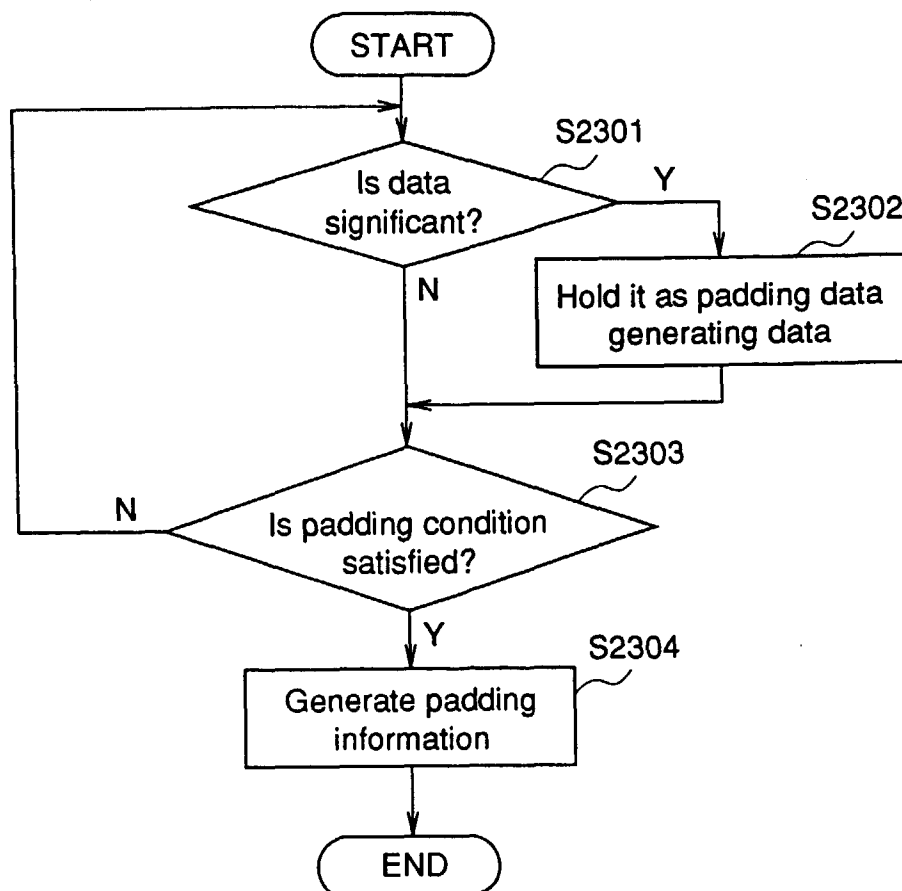 START
S2301
Is data
significant?
Y
S2302
N
Hold it as padding data
generating data
S2303
N
Is padding condition
satisfied?
Y
S2304
Generate padding
information
END